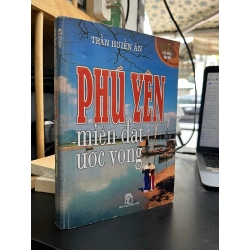 TRẦN HUIỀN ÂN
PHÚ YÊN
miền đất
ước vọng